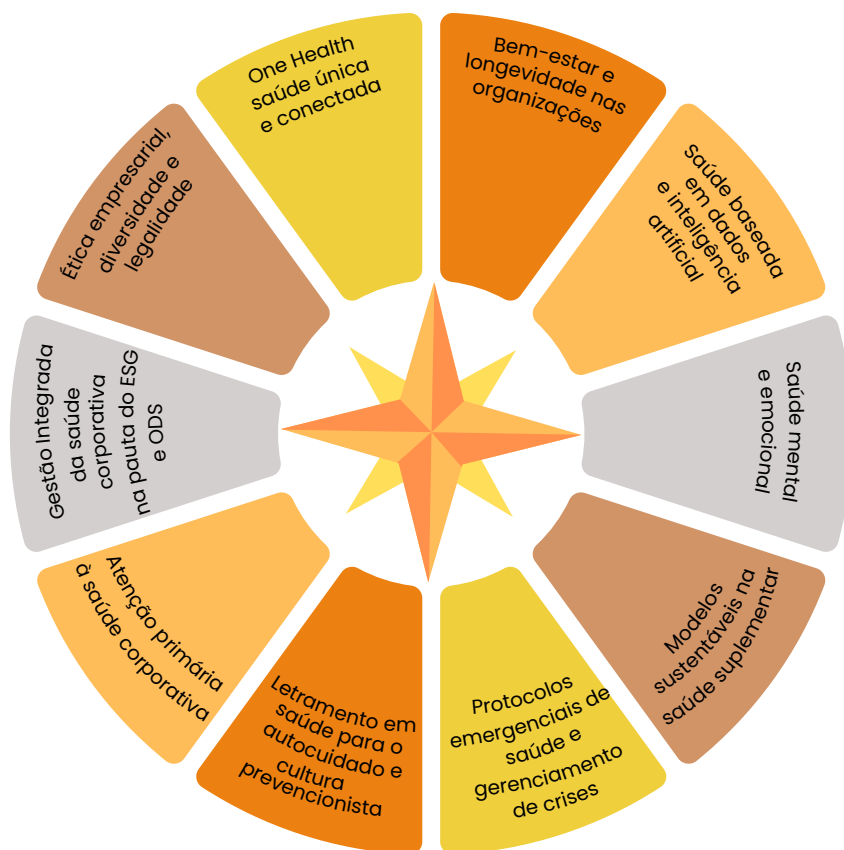 One Health
saúde única
e conectada
Bem-estar e
longevidade nas
organizações
Saúde baseada
em dados
e inteligência
artificial
Saúde mental
e emocional
Modelos
sustentáveis na
saúde suplementar
Protocolos
emergenciais de
saúde e
gerenciamento
de crises
Letramento em
saúde para o
autocuidado e
cultura
prevencionista
Atenção primária
à saúde corporativa
Gestão Integrada
da saúde
corporativa
na pauta do ESG
e ODS
Ética empresarial,
diversidade e
legalidade